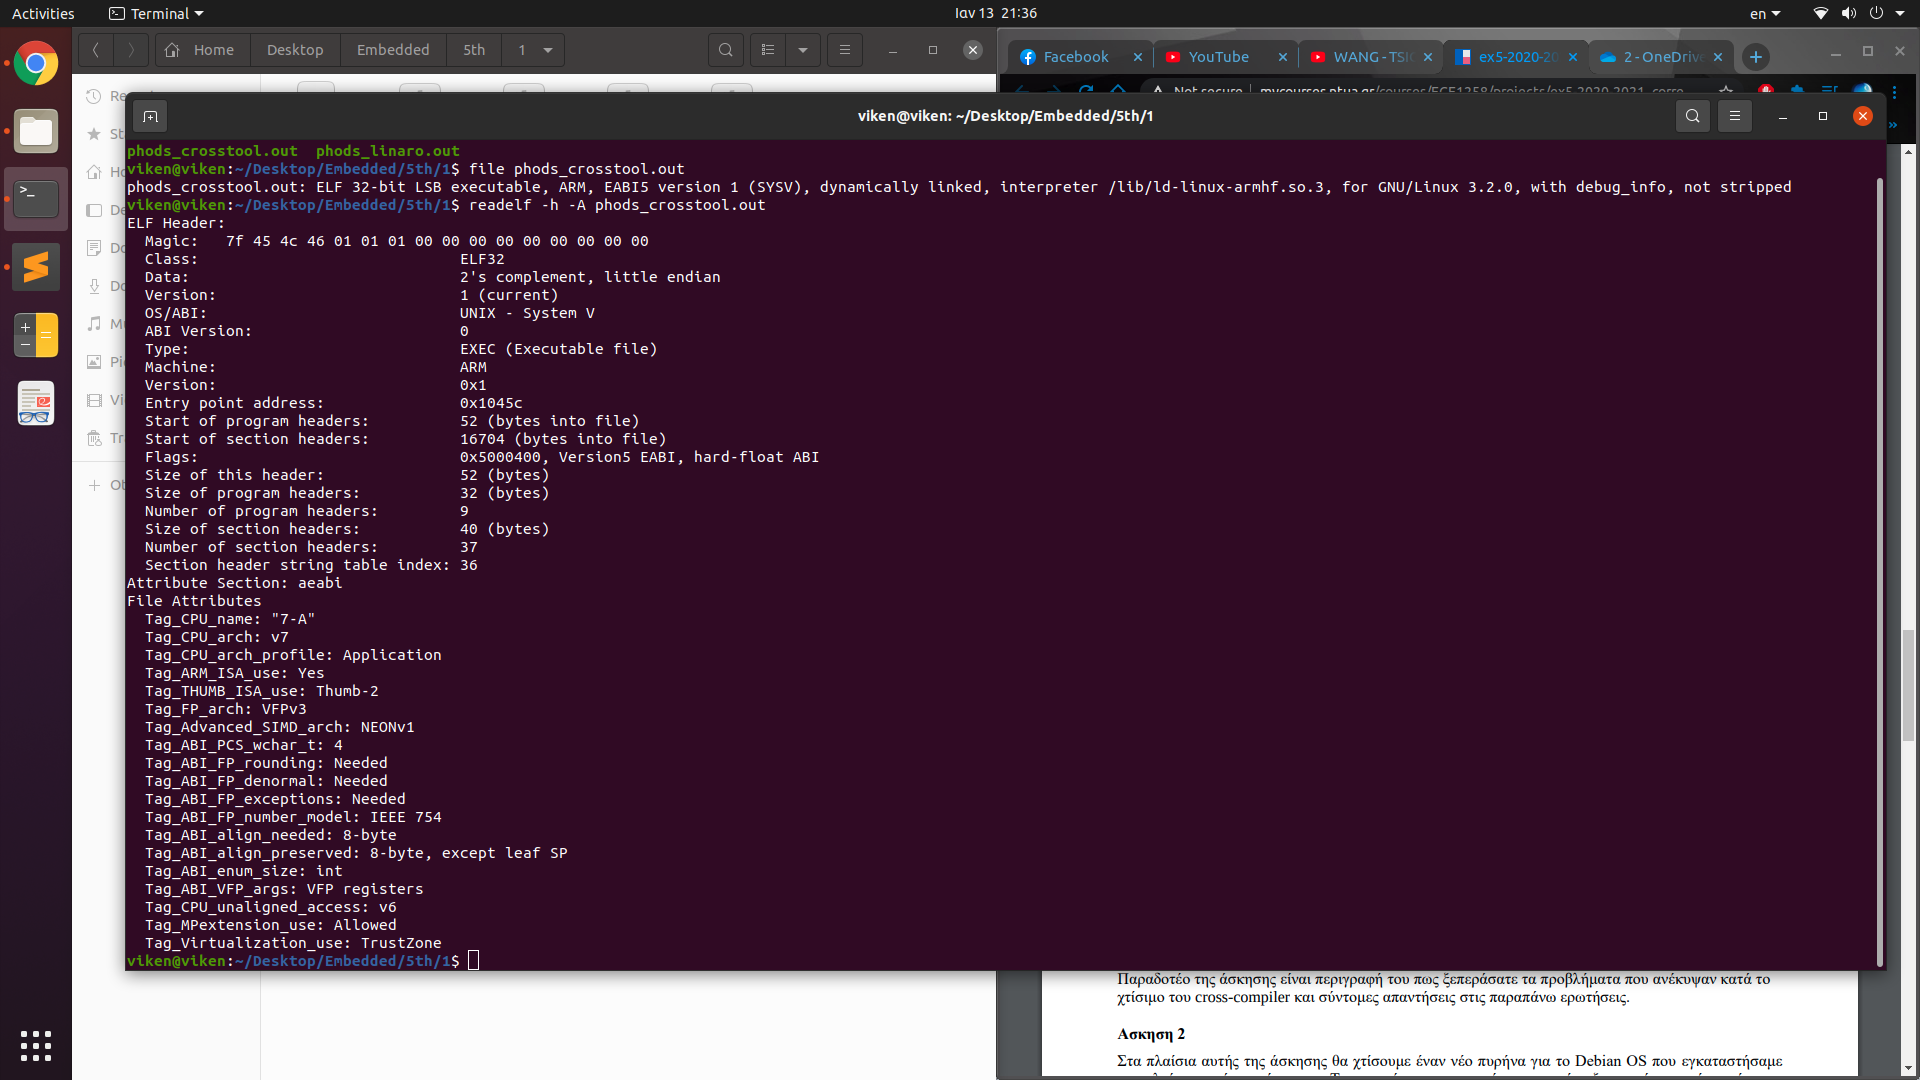 Activities
Terminal
Ιαν 13 21:36
en
Home
Desktop
Embedded
5th
1
Facebook
YouTube
WANG - TSIC
ex5-2020-20
2 - OneDrive
Not secure
mycourses.ntua.gr/courses/ECE1258/projects/ex5-2020-2021_corre
viken@viken: ~/Desktop/Embedded/5th/1
phods_crosstool.out phods_linaro.out
viken@viken:~/Desktop/Embedded/5th/1$ file phods_crosstool.out
phods_crosstool.out: ELF 32-bit LSB executable, ARM, EABI5 version 1 (SYSV), dynamically linked, interpreter /lib/ld-linux-armhf.so.3, for GNU/Linux 3.2.0, with debug_info, not stripped
viken@viken:~/Desktop/Embedded/5th/1$ readelf -h -A phods_crosstool.out
ELF Header:
Magic: 7f 45 4c 46 01 01 01 00 00 00 00 00 00 00 00 00
Class: ELF32
Data: 2's complement, little endian
Version: 1 (current)
OS/ABI: UNIX - System V
ABI Version: 0
Type: EXEC (Executable file)
Machine: ARM
Version: 0x1
Entry point address: 0x1045c
Start of program headers: 52 (bytes into file)
Start of section headers: 16704 (bytes into file)
Flags: 0x5000400, Version5 EABI, hard-float ABI
Size of this header: 52 (bytes)
Size of program headers: 32 (bytes)
Number of program headers: 9
Size of section headers: 40 (bytes)
Number of section headers: 37
Section header string table index: 36
Attribute Section: aeabi
File Attributes
Tag_CPU_name: "7-A"
Tag_CPU_arch: v7
Tag_CPU_arch_profile: Application
Tag_ARM_ISA_use: Yes
Tag_THUMB_ISA_use: Thumb-2
Tag_FP_arch: VFPv3
Tag_Advanced_SIMD_arch: NEONv1
Tag_ABI_PCS_wchar_t: 4
Tag_ABI_FP_rounding: Needed
Tag_ABI_FP_denormal: Needed
Tag_ABI_FP_exceptions: Needed
Tag_ABI_FP_number_model: IEEE 754
Tag_ABI_align_needed: 8-byte
Tag_ABI_align_preserved: 8-byte, except leaf SP
Tag_ABI_enum_size: int
Tag_ABI_VFP_args: VFP registers
Tag_CPU_unaligned_access: v6
Tag_MPextension_use: Allowed
Tag_Virtualization_use: TrustZone
viken@viken:~/Desktop/Embedded/5th/1$
Παραδοτέο της άσκησης είναι περιγραφή του πως ξεπεράσατε τα προβλήματα που ανέκυψαν κατά το
χτίσιμο του cross-compiler και σύντομες απαντήσεις στις παραπάνω ερωτήσεις.
Ασκηση 2
Στα πλαίσια αυτής της άσκησης θα χτίσουμε έναν νέο πυρήνα για το Debian OS που εγκαταστήσαμε